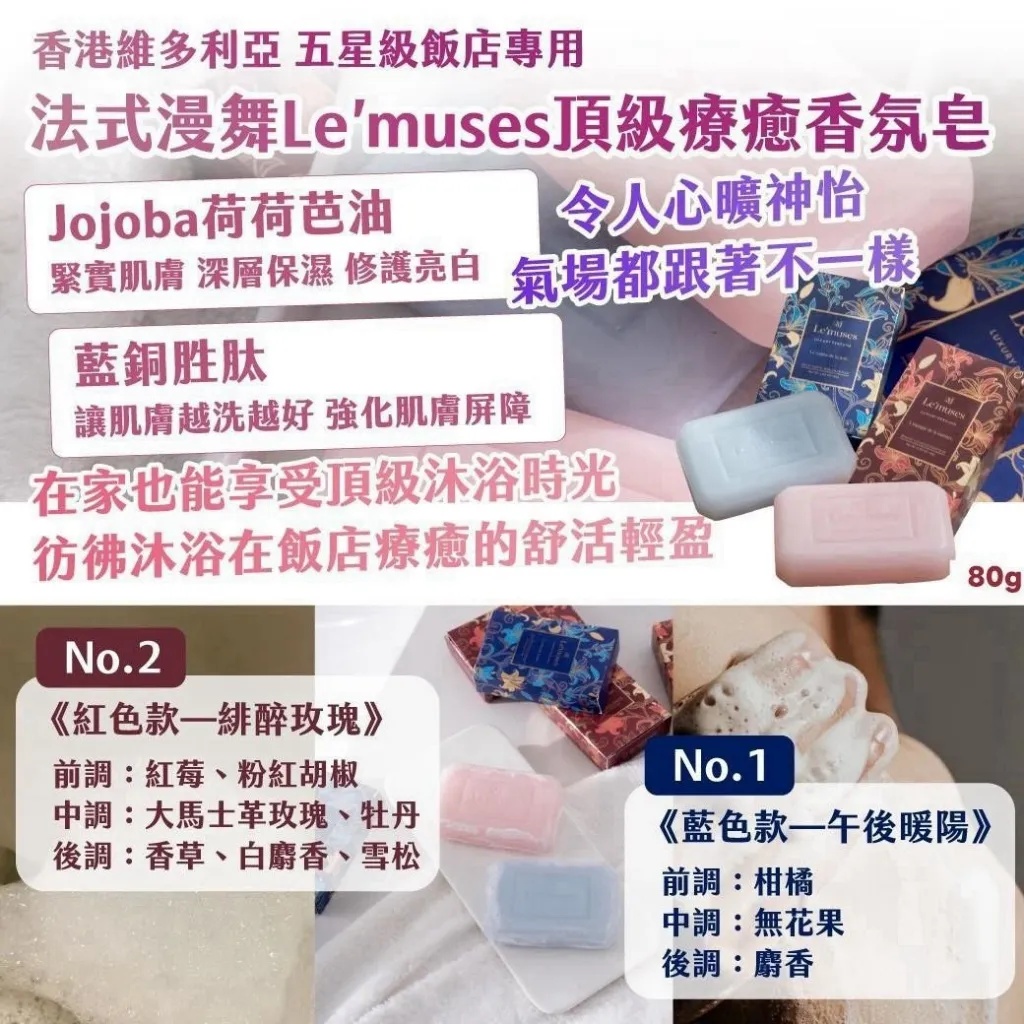 香港維多利亞 五星級飯店專用
法式漫舞Le'muses頂級療癒香氛皂
Jojoba荷荷芭油
緊實肌膚 深層保濕 修護亮白
令人心曠神怡
氣場都跟著不一樣
藍銅胜肽
讓肌膚越洗越好 強化肌膚屏障
在家也能享受頂級沐浴時光
彷彿沐浴在飯店療癒的舒活輕盈
Le'muses
Le'muses
LUXURY
80g
No.2
《紅色款—緋醉玫瑰》
前調：紅莓、粉紅胡椒
中調：大馬士革玫瑰、牡丹
後調：香草、白麝香、雪松
No.1
《藍色款—午後暖陽》
前調：柑橘
中調：無花果
後調：麝香